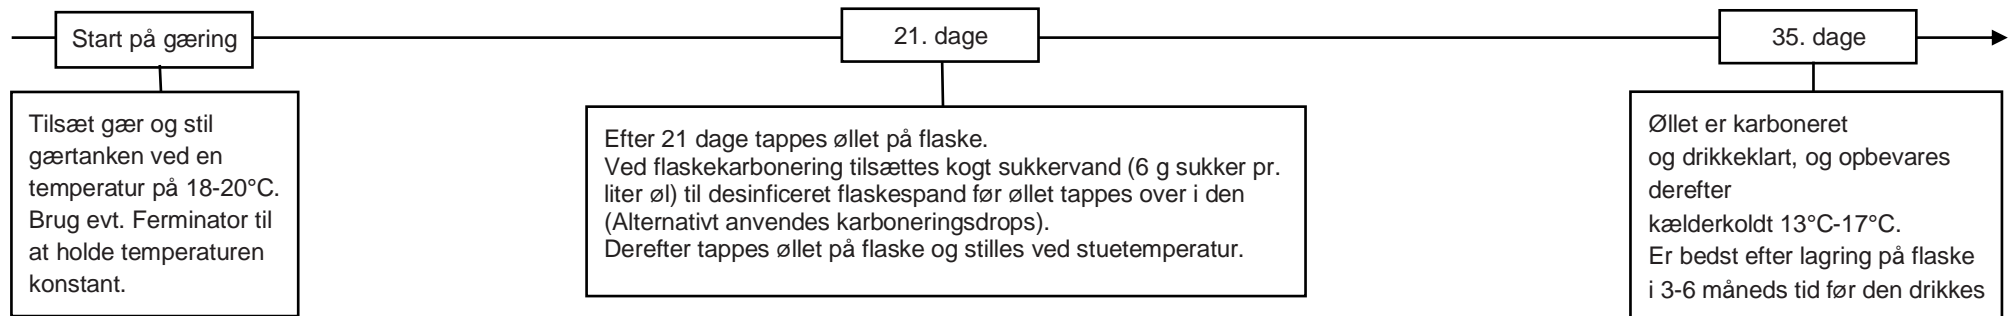 Start på gæring
21. dage
35. dage
Tilsæt gær og stil
gærtanken ved en
temperatur på 18-20°C.
Brug evt. Ferminator til
at holde temperaturen
konstant.
Efter 21 dage tappes øllet på flaske.
Ved flaskekarbonering tilsættes kogt sukkervand (6 g sukker pr.
liter øl) til desinficeret flaskespand før øllet tappes over i den
(Alternativt anvendes karboneringsdrops).
Derefter tappes øllet på flaske og stilles ved stuetemperatur.
Øllet er karboneret
og drikkeklart, og opbevares
derefter
kælderkoldt 13°C-17°C.
Er bedst efter lagring på flaske
i 3-6 måneds tid før den drikkes